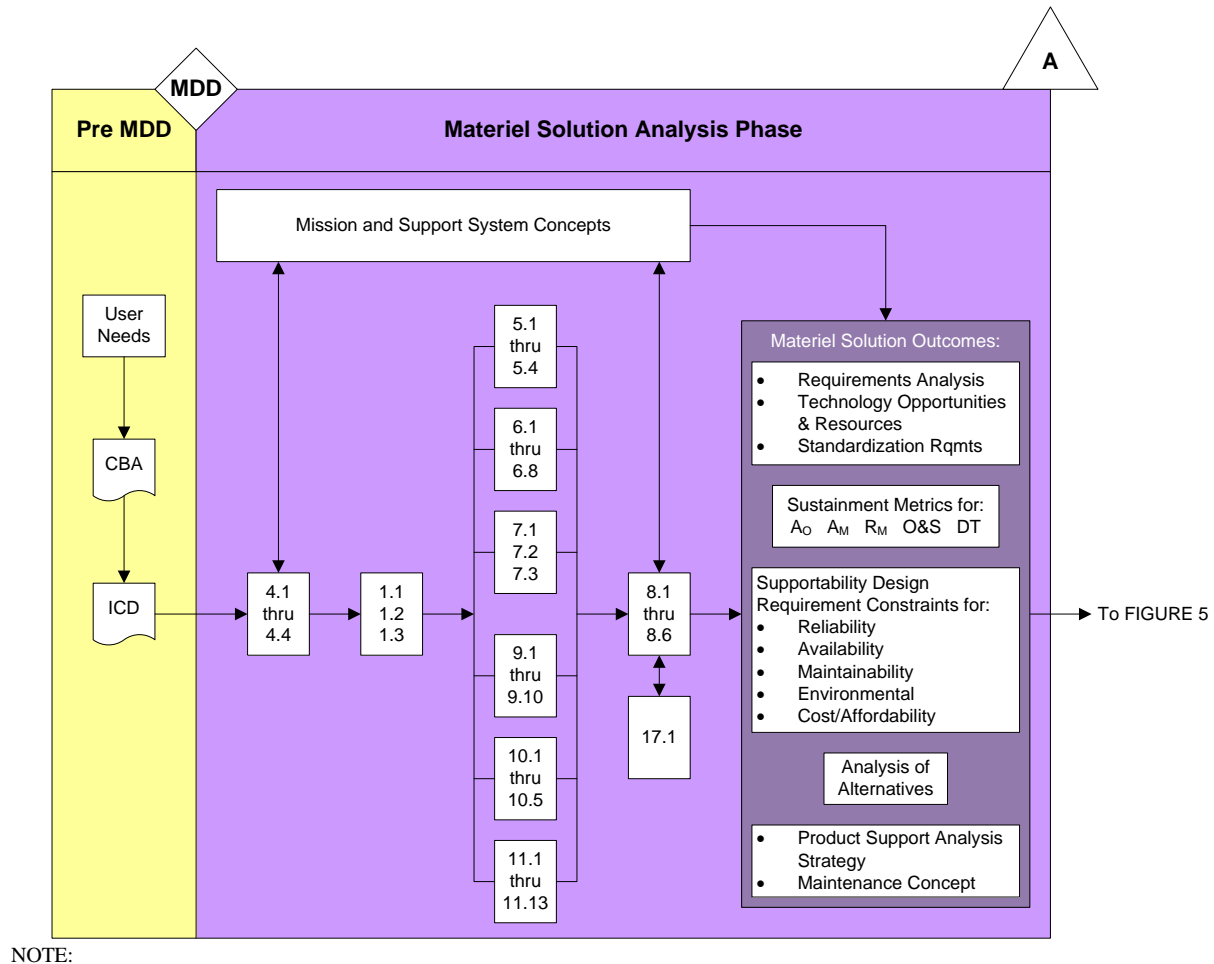 MDD
A
Pre MDD
Materiel Solution Analysis Phase
Mission and Support System Concepts
User
Needs
CBA
ICD
4.1
thru
4.4
1.1
1.2
1.3
5.1
thru
5.4
6.1
thru
6.8
7.1
7.2
7.3
9.1
thru
9.10
10.1
thru
10.5
11.1
thru
11.13
8.1
thru
8.6
17.1
Materiel Solution Outcomes:
• Requirements Analysis
• Technology Opportunities
& Resources
• Standardization Rqmts
Sustainment Metrics for:
AO AM RM O&S DT
Supportability Design
Requirement Constraints for:
• Reliability
• Availability
• Maintainability
• Environmental
• Cost/Affordability
Analysis of
Alternatives
• Product Support Analysis
Strategy
• Maintenance Concept
To FIGURE 5
NOTE: